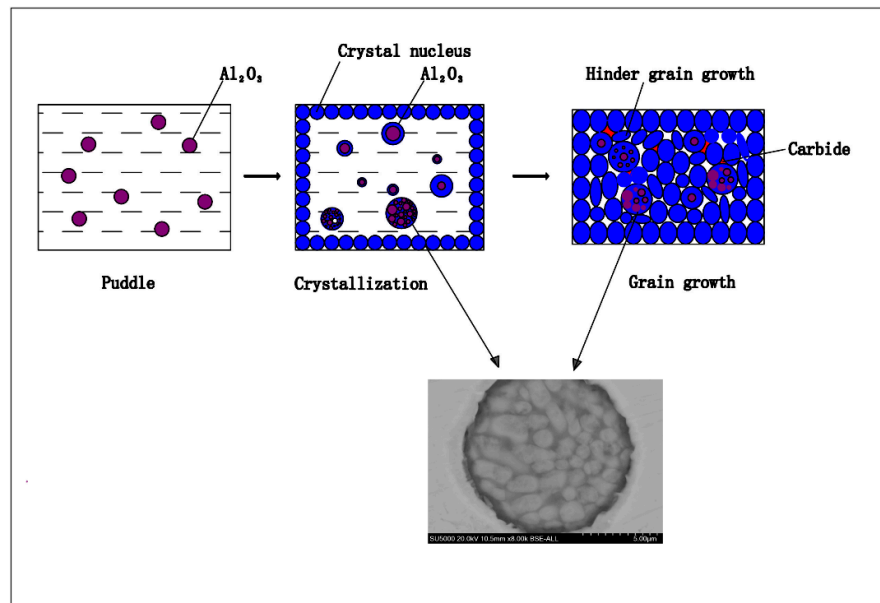 Al₂O₃
Crystal nucleus
Al₂O₃
Hinder grain growth
Carbide
Puddle
Crystallization
Grain growth
SU5000 20.0kV 10.5mm x8.00k BSE-ALL
5.00μm